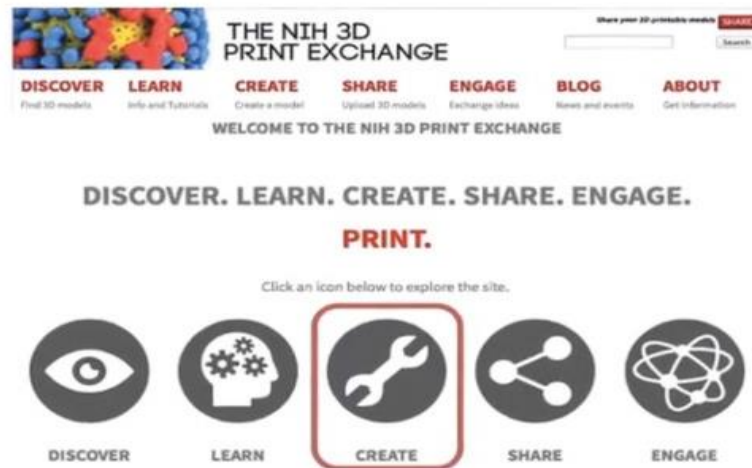 Share your 3D printable models SHARE
THE NIH 3D
PRINT EXCHANGE
Search
DISCOVER LEARN CREATE SHARE ENGAGE BLOG ABOUT
Find 3D models Info and Tutorials Create a model Upload 3D models Exchange ideas News and events Get information
WELCOME TO THE NIH 3D PRINT EXCHANGE
DISCOVER. LEARN. CREATE. SHARE. ENGAGE.
PRINT.
Click an icon below to explore the site.
DISCOVER LEARN CREATE SHARE ENGAGE